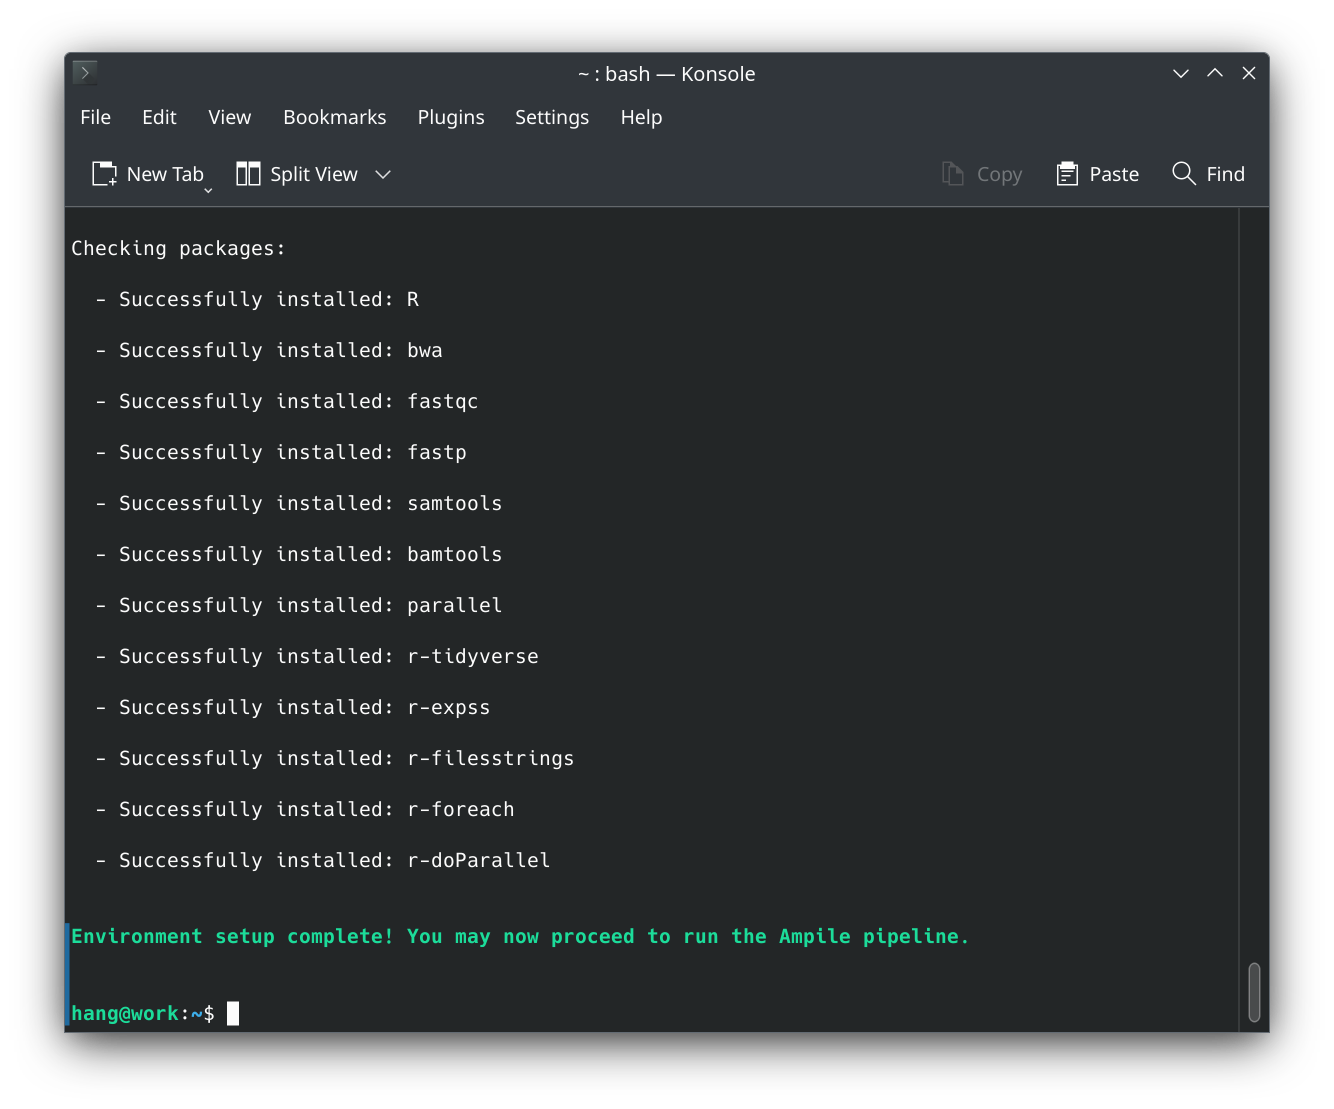 ~ : bash — Konsole
File Edit View Bookmarks Plugins Settings Help
New Tab Split View Copy Paste Find
Checking packages:
- Successfully installed: R
- Successfully installed: bwa
- Successfully installed: fastqc
- Successfully installed: fastp
- Successfully installed: samtools
- Successfully installed: bamtools
- Successfully installed: parallel
- Successfully installed: r-tidyverse
- Successfully installed: r-expss
- Successfully installed: r-filesstrings
- Successfully installed: r-foreach
- Successfully installed: r-doParallel
Environment setup complete! You may now proceed to run the Ampile pipeline.
hang@work:~$